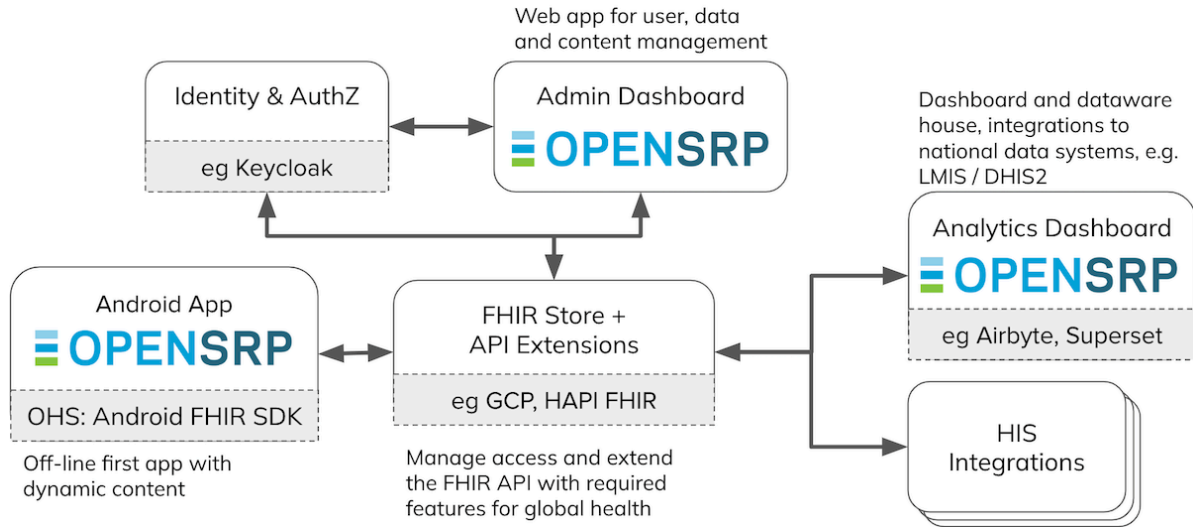 Web app for user, data
and content management
Identity & AuthZ
eg Keycloak
Admin Dashboard
OPENSRP
Dashboard and dataware
house, integrations to
national data systems, e.g.
LMIS / DHIS2
Analytics Dashboard
OPENSRP
eg Airbyte, Superset
Android App
OPENSRP
OHS: Android FHIR SDK
Off-line first app with
dynamic content
FHIR Store +
API Extensions
eg GCP, HAPI FHIR
Manage access and extend
the FHIR API with required
features for global health
HIS
Integrations